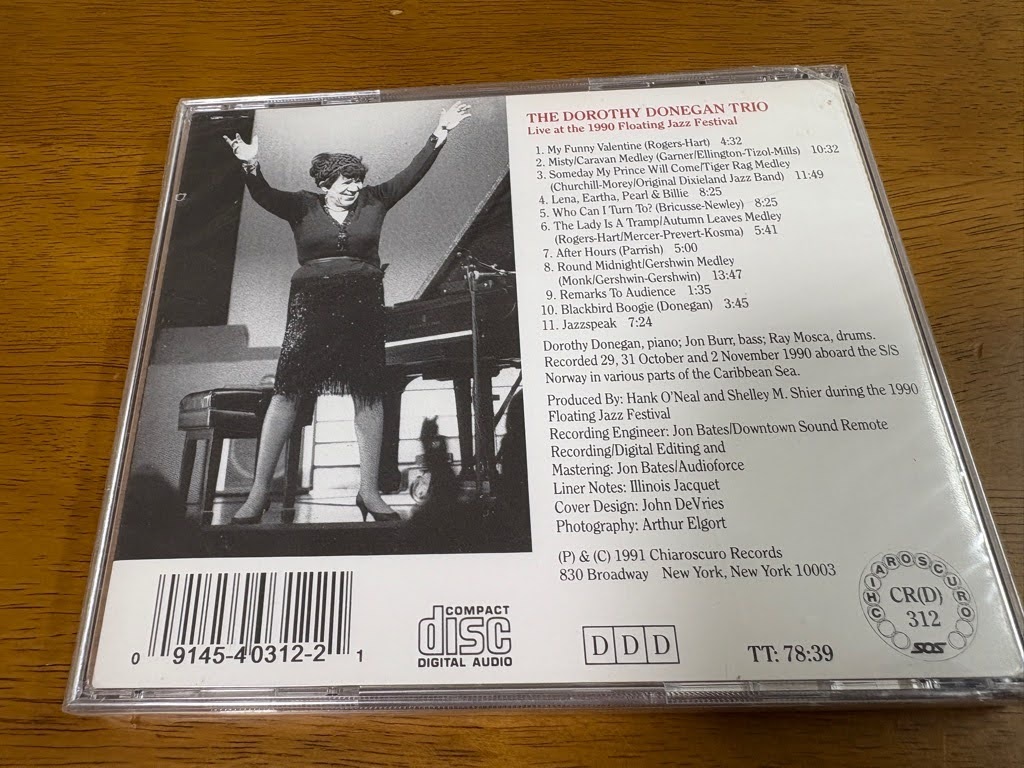 THE DOROTHY DONEGAN TRIO
Live at the 1990 Floating Jazz Festival
1. My Funny Valentine (Rogers-Hart) 4:32
2. Misty/Caravan Medley (Garner/Ellington-Tizol-Mills) 10:32
3. Someday My Prince Will Come/Tiger Rag Medley
(Churchill-Morey/Original Dixieland Jazz Band) 11:49
4. Lena, Eartha, Pearl & Billie 8:25
5. Who Can I Turn To? (Bricusse-Newley) 8:25
6. The Lady Is A Tramp/Autumn Leaves Medley
(Rogers-Hart/Mercer-Prevert-Kosma) 5:41
7. After Hours (Parrish) 5:00
8. Round Midnight/Gershwin Medley
(Monk/Gershwin-Gershwin) 13:47
9. Remarks To Audience 1:35
10. Blackbird Boogie (Donegan) 3:45
11. Jazzspeak 7:24
Dorothy Donegan, piano; Jon Burr, bass; Ray Mosca, drums.
Recorded 29, 31 October and 2 November 1990 aboard the S/S
Norway in various parts of the Caribbean Sea.
Produced By: Hank O'Neal and Shelley M. Shier during the 1990
Floating Jazz Festival
Recording Engineer: Jon Bates/Downtown Sound Remote
Recording/Digital Editing and
Mastering: Jon Bates/Audioforce
Liner Notes: Illinois Jacquet
Cover Design: John DeVries
Photography: Arthur Elgort
(P) & (C) 1991 Chiaroscuro Records
830 Broadway New York, New York 10003
0 9145-4 0312-2 1
COMPACT
disc
DIGITAL AUDIO
DDD
TT: 78:39
CHIAROSCURO
CR(D)
312
SOS